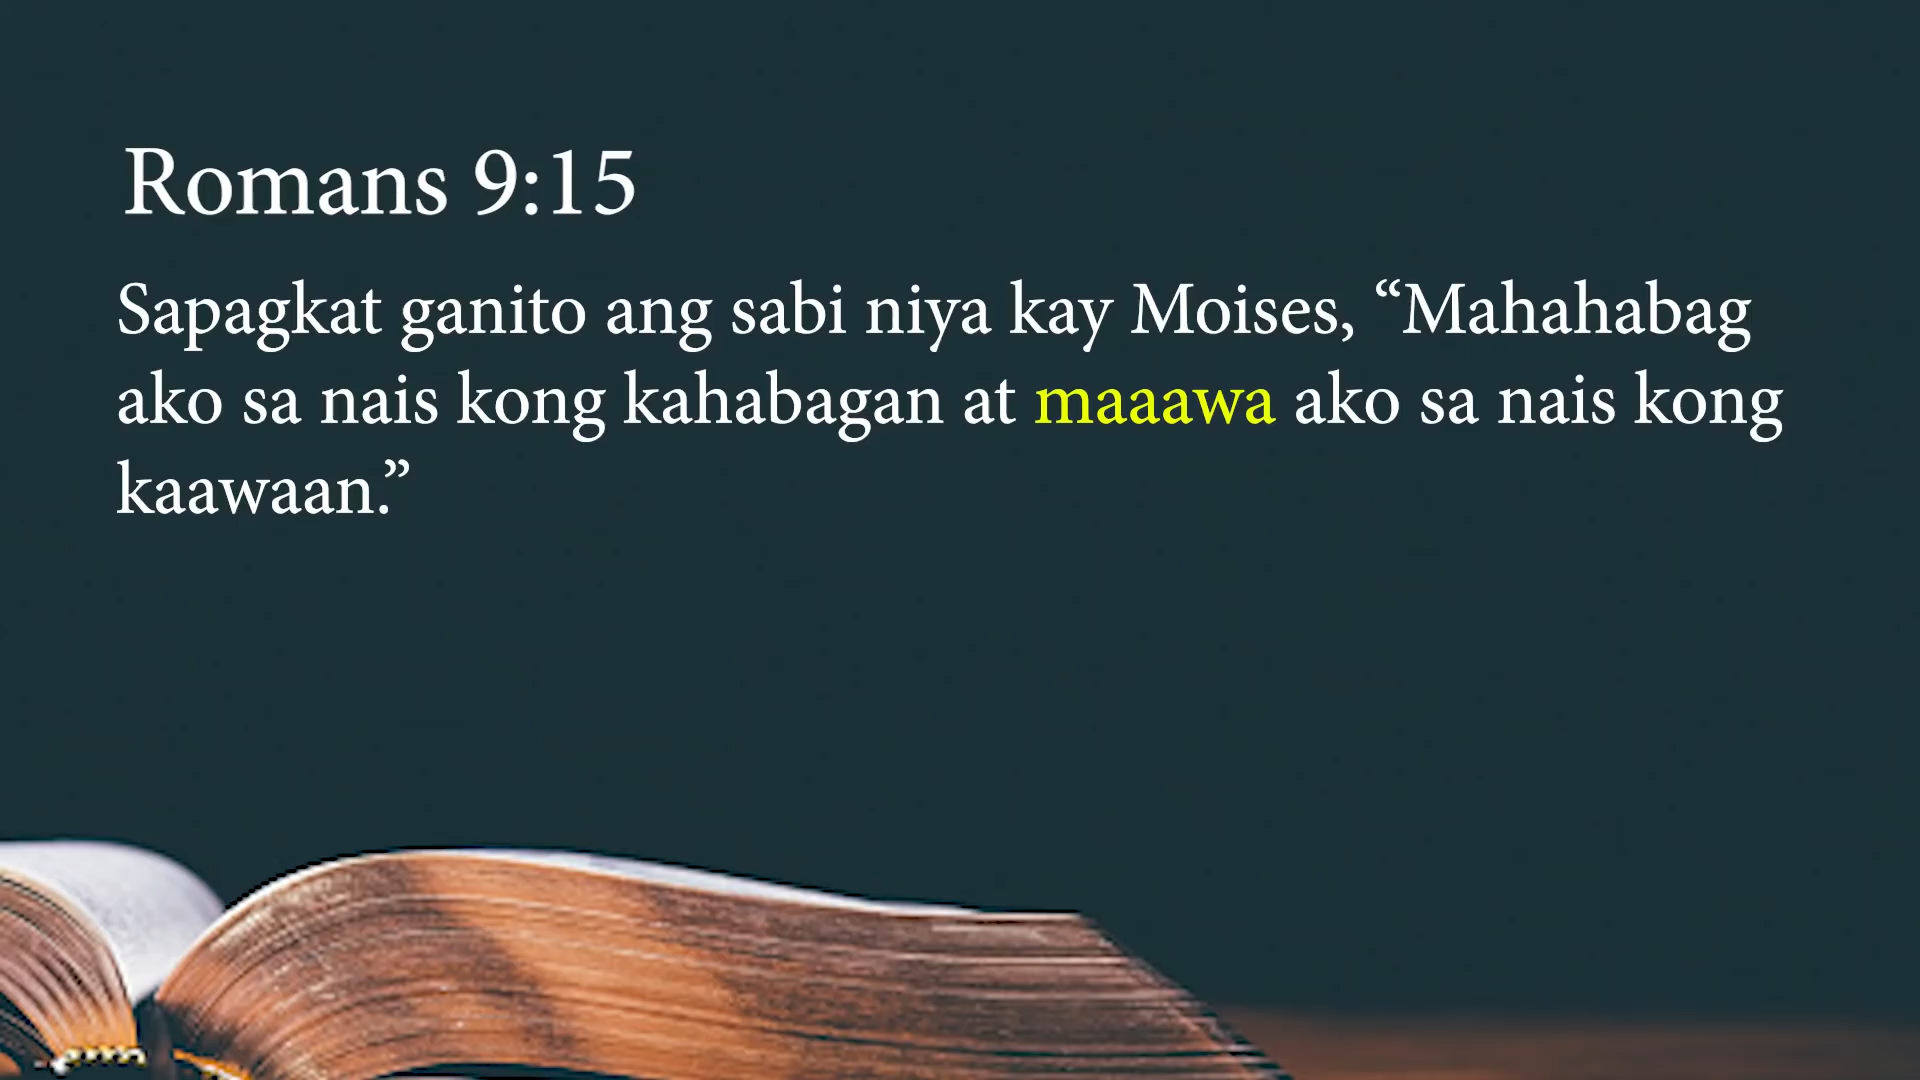 Romans 9:15
Sapagkat ganito ang sabi niya kay Moises, “Mahahabag
ako sa nais kong kahabagan at maaawa ako sa nais kong
kaawaan.”